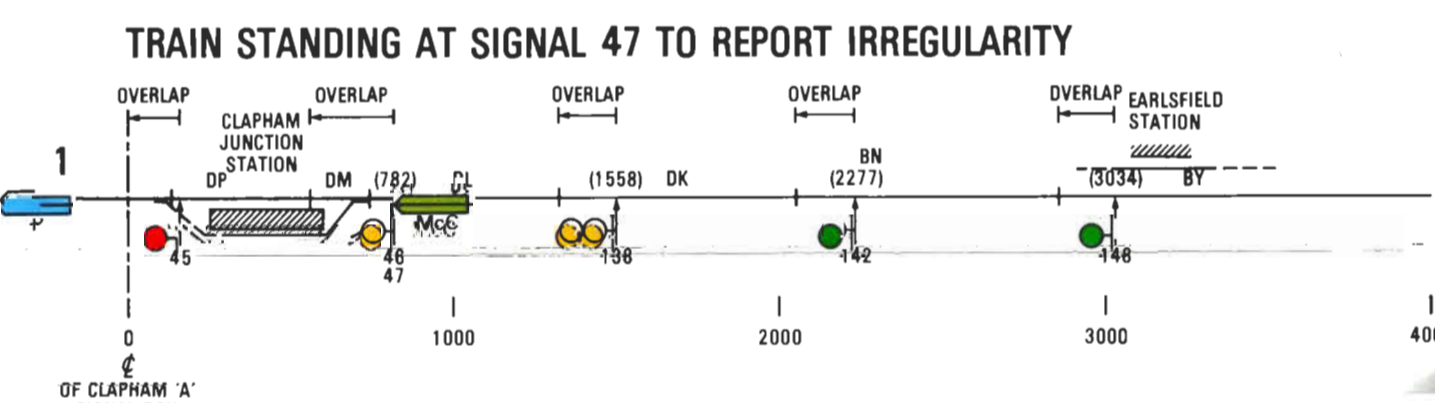 TRAIN STANDING AT SIGNAL 47 TO REPORT IRREGULARITY
OVERLAP
OVERLAP
OVERLAP
OVERLAP
OVERLAP
EARLSFIELD
STATION
CLAPHAM
JUNCTION
STATION
1
DP
DM
(782)
(1558)
DK
BN
(2277)
(3034)
BY
McC
45
46
47
138
142
148
0
1000
2000
3000
℄
OF CLAPHAM 'A'